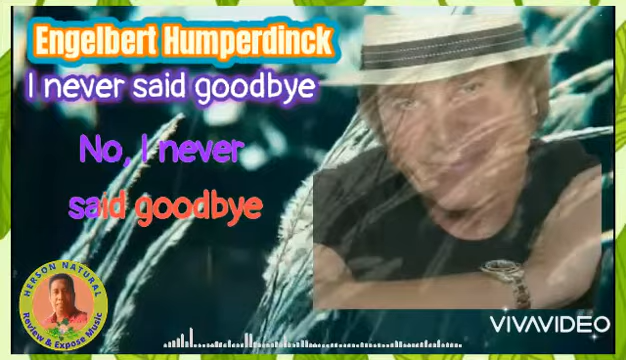 Engelbert Humperdinck
I never said goodbye
No, I never
said goodbye
HERSON NATURAL
Review & Expose Music
VIVAVIDEO